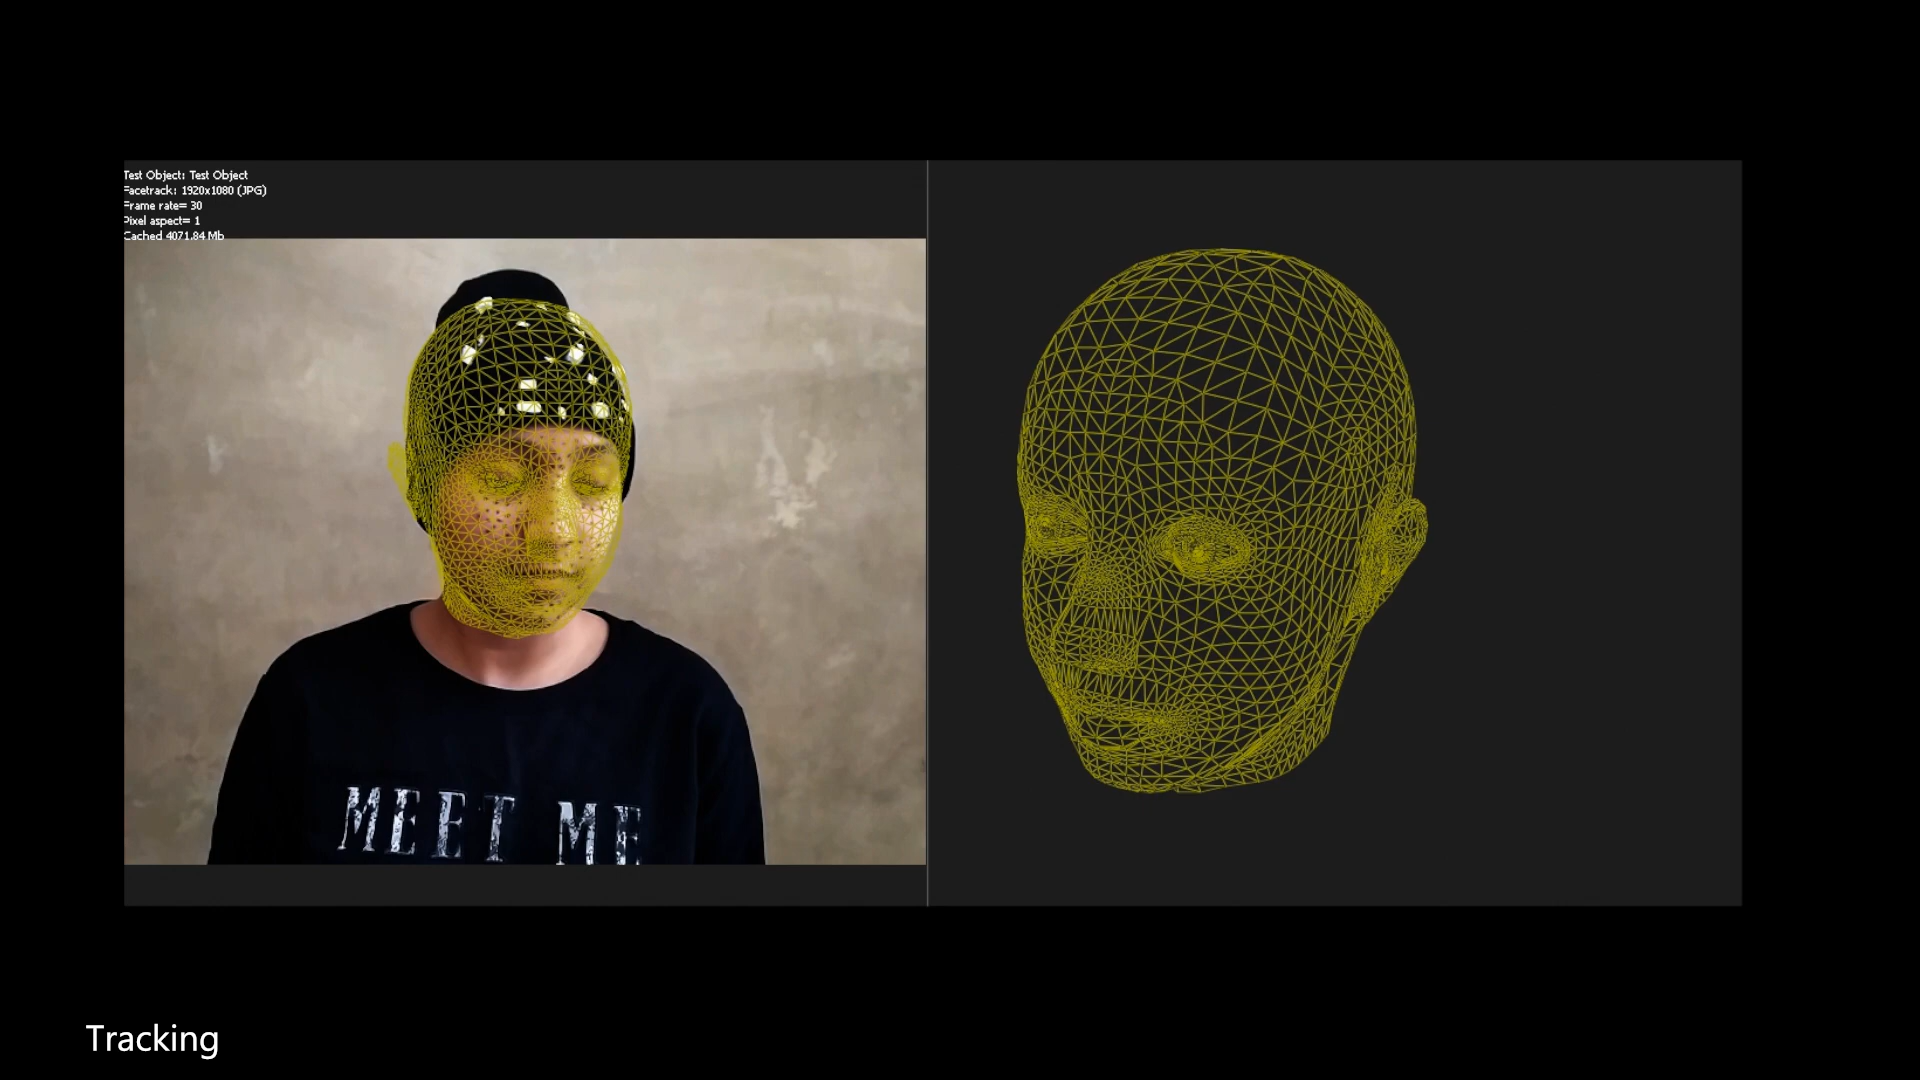 Test Object: Test Object
Facetrack: 1920x1080 (JPG)
Frame rate= 30
Pixel aspect= 1
Cached 4071.84 Mb
MEET ME
Tracking